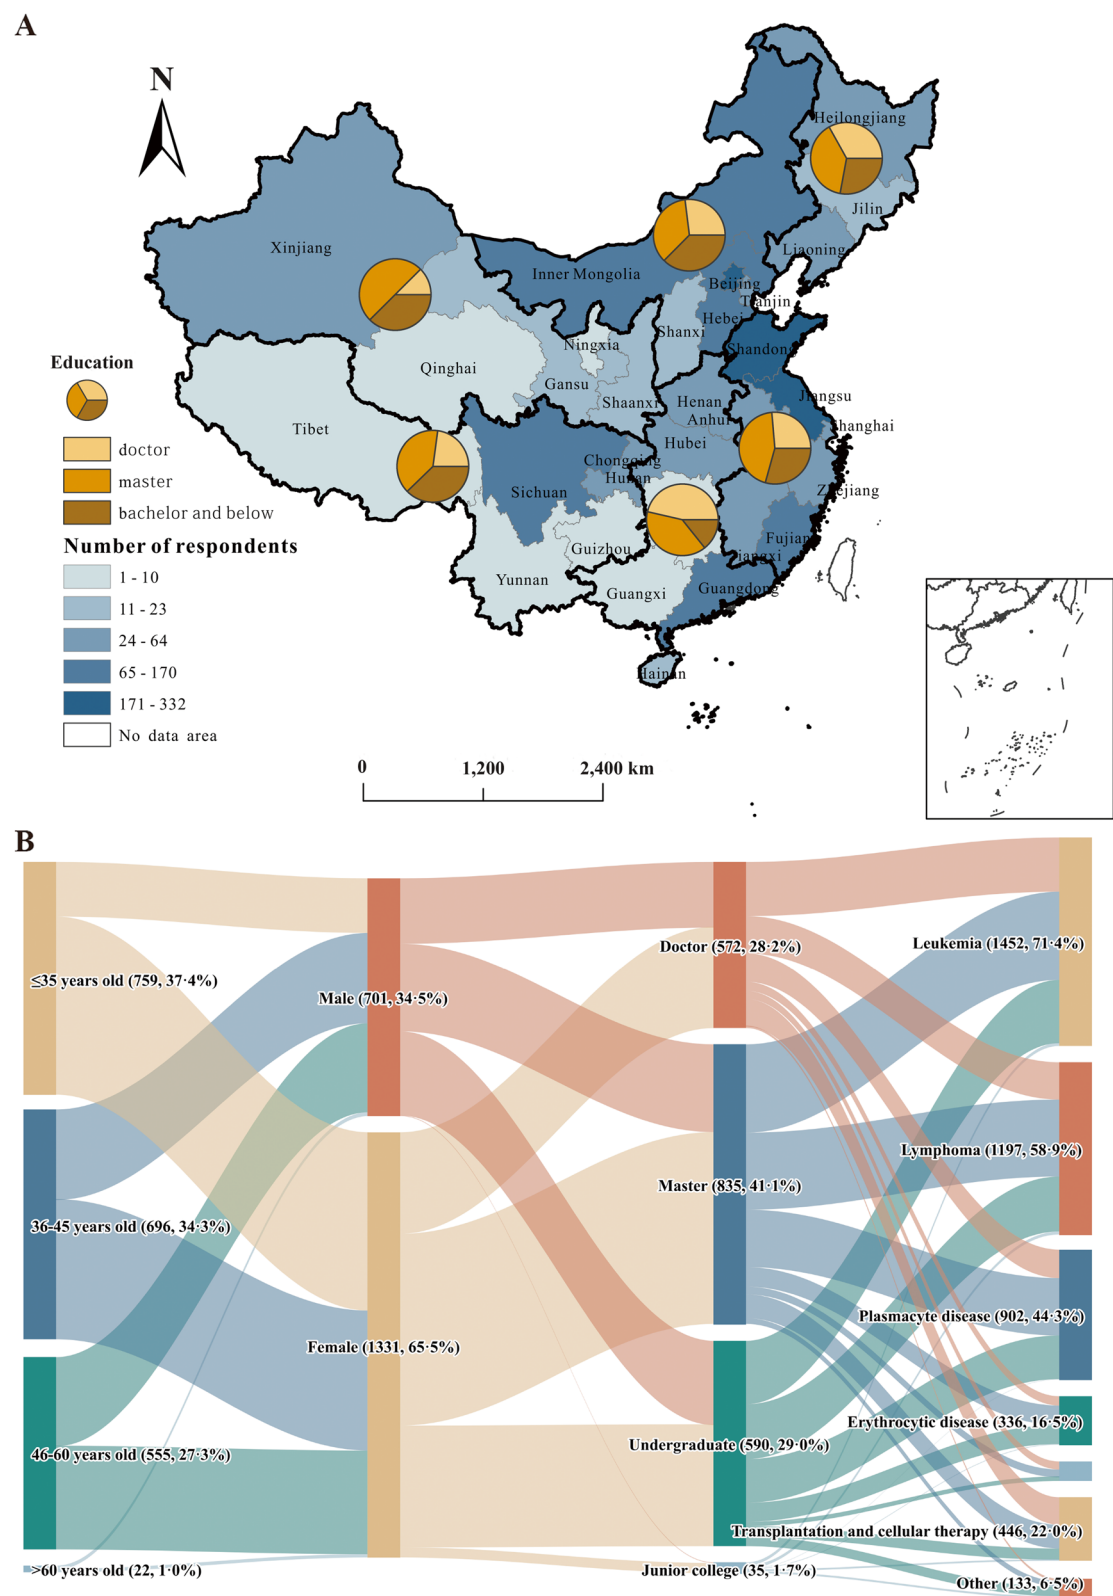 A
N
Heilongjiang
Jilin
Xinjiang
Liaoning
Inner Mongolia
Beijing
Tianjin
Hebei
Shanxi
Ningxia
Shandong
Education
Qinghai
Gansu
Jiangsu
Shaanxi
Henan
Anhui
Shanghai
Tibet
Hubei
doctor
Chongqing
Hunan
master
Sichuan
Zhejiang
bachelor and below
Fujian
Number of respondents
Guizhou
Jiangxi
1 - 10
Yunnan
Guangxi
Guangdong
11 - 23
24 - 64
65 - 170
Hainan
171 - 332
No data area
0 1,200 2,400 km
B
Leukemia (1452, 71·4%)
Doctor (572, 28·2%)
≤35 years old (759, 37·4%)
Male (701, 34·5%)
Lymphoma (1197, 58·9%)
Master (835, 41·1%)
36-45 years old (696, 34·3%)
Plasmacyte disease (902, 44·3%)
Female (1331, 65·5%)
Erythrocytic disease (336, 16·5%)
Undergraduate (590, 29·0%)
46-60 years old (555, 27·3%)
Transplantation and cellular therapy (446, 22·0%)
>60 years old (22, 1·0%)
Junior college (35, 1·7%)
Other (133, 6·5%)